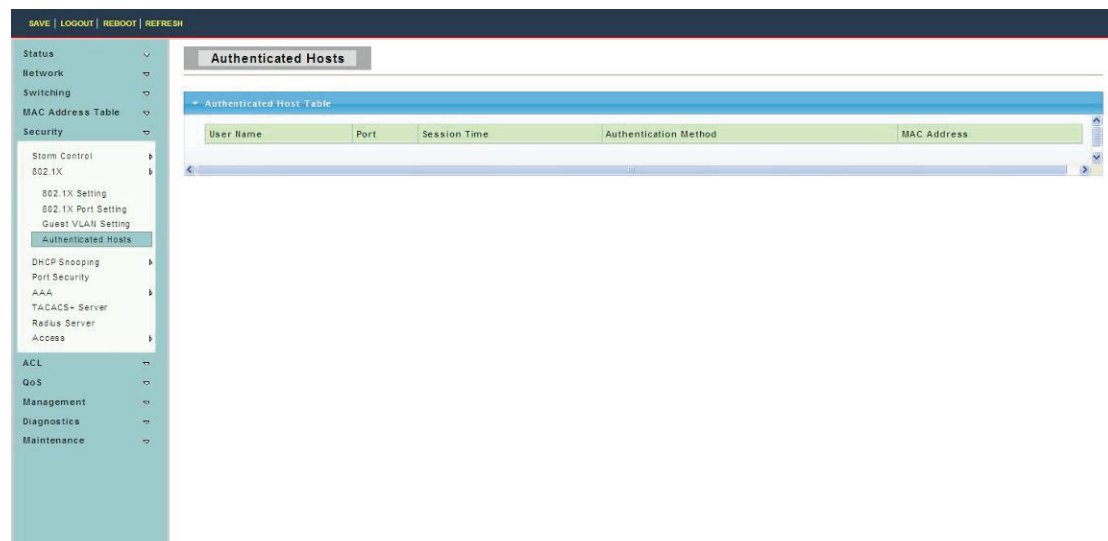 SAVE | LOGOUT | REBOOT | REFRESH
Status
Network
Switching
MAC Address Table
Security
Storm Control
802.1X
802.1X Setting
802.1X Port Setting
Guest VLAN Setting
Authenticated Hosts
DHCP Snooping
Port Security
AAA
TACACS+ Server
Radius Server
Access
ACL
QoS
Management
Diagnostics
Maintenance
Authenticated Hosts
Authenticated Host Table
User Name Port Session Time Authentication Method MAC Address